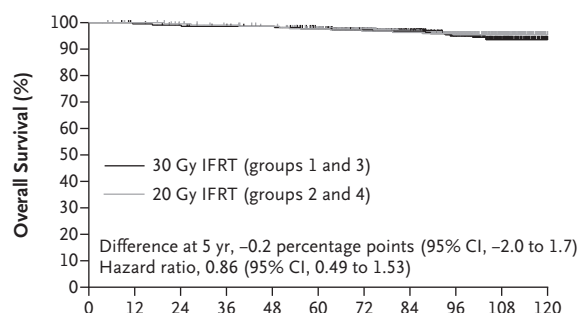 100
90
80
70
60
50
40
30
20
10
0
Overall Survival (%)
30 Gy IFRT (groups 1 and 3)
20 Gy IFRT (groups 2 and 4)
Difference at 5 yr, –0.2 percentage points (95% CI, –2.0 to 1.7)
Hazard ratio, 0.86 (95% CI, 0.49 to 1.53)
0 12 24 36 48 60 72 84 96 108 120